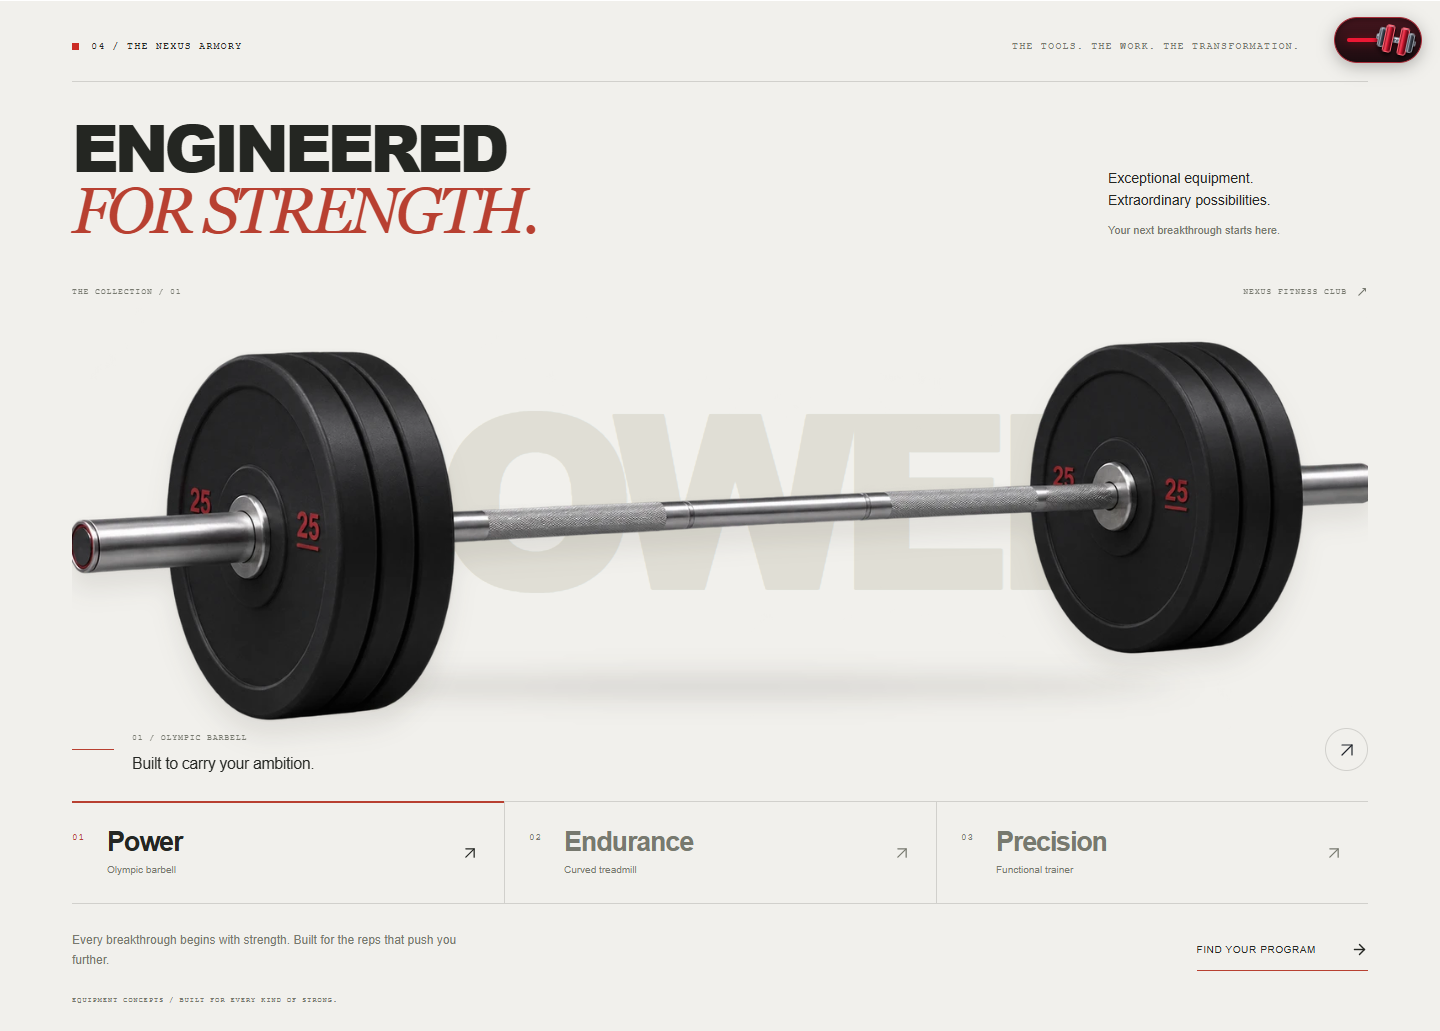 04 / THE NEXUS ARMORY
THE TOOLS. THE WORK. THE TRANSFORMATION.
ENGINEERED
FOR STRENGTH.
Exceptional equipment.
Extraordinary possibilities.
Your next breakthrough starts here.
THE COLLECTION / 01
NEXUS FITNESS CLUB ↗
OWE
25
25
25
25
01 / OLYMPIC BARBELL
Built to carry your ambition.
01
Power
Olympic barbell
02
Endurance
Curved treadmill
03
Precision
Functional trainer
Every breakthrough begins with strength. Built for the reps that push you
further.
FIND YOUR PROGRAM →
EQUIPMENT CONCEPTS / BUILT FOR EVERY KIND OF STRONG.